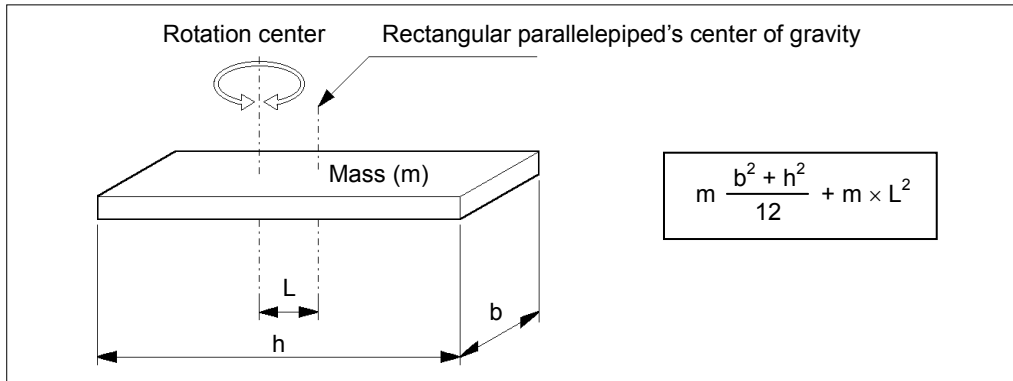 Rotation center
Rectangular parallelepiped's center of gravity
Mass (m)
m (b² + h²)/12 + m × L²
L
b
h